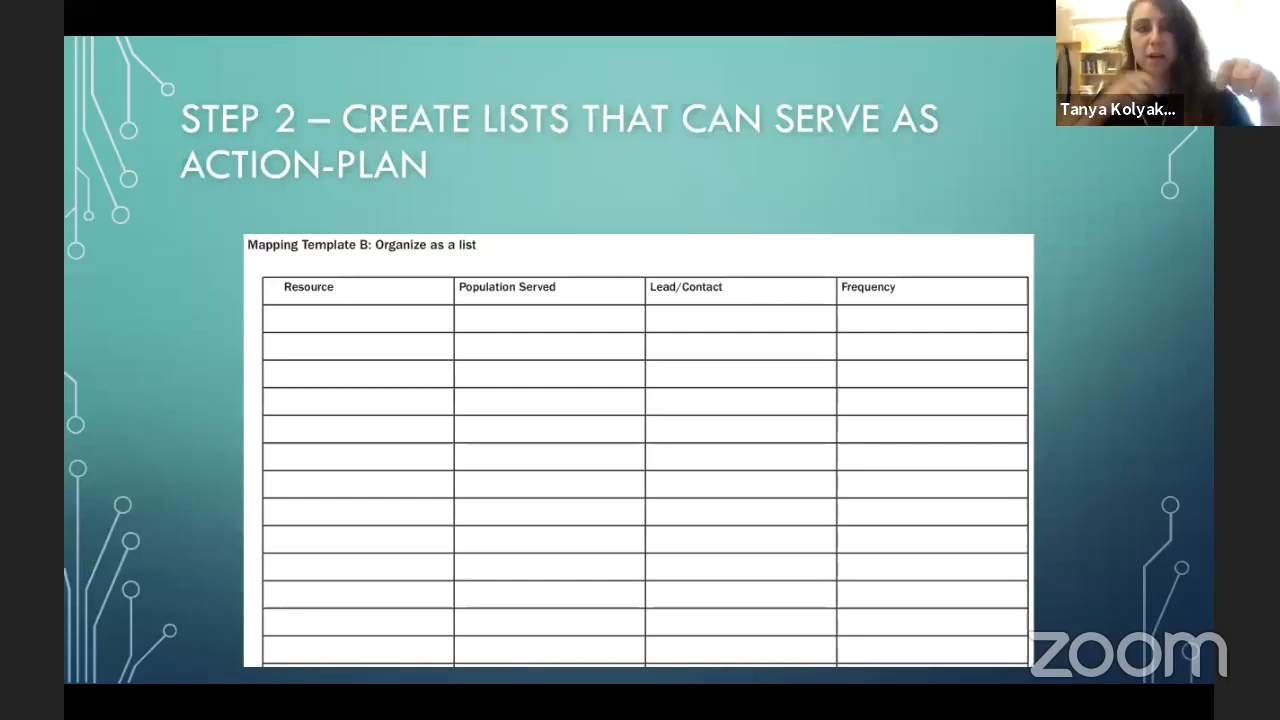 STEP 2 – CREATE LISTS THAT CAN SERVE AS
ACTION-PLAN
Tanya Kolyak...
Mapping Template B: Organize as a list
Resource Population Served Lead/Contact Frequency
zoom